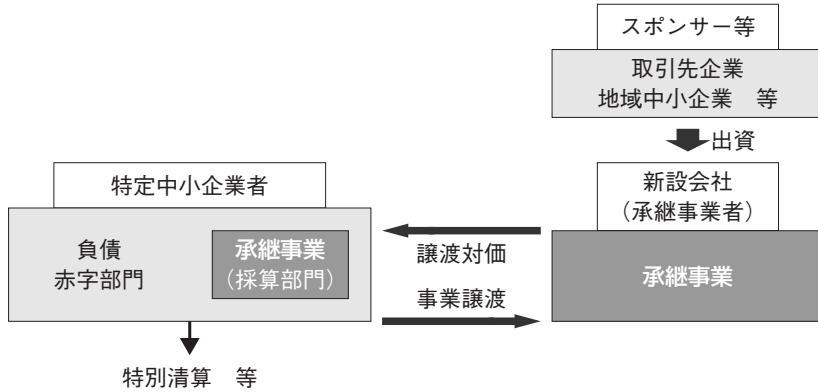 スポンサー等
取引先企業
地域中小企業　等
出資
特定中小企業者
新設会社
（承継事業者）
負債
赤字部門
承継事業
（採算部門）
譲渡対価
事業譲渡
承継事業
特別清算　等